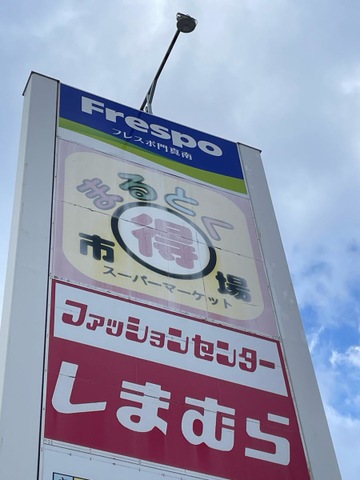 Frespo
フレスポ門真南
まるとく
市得場
スーパーマーケット
ファッションセンター
しまむら